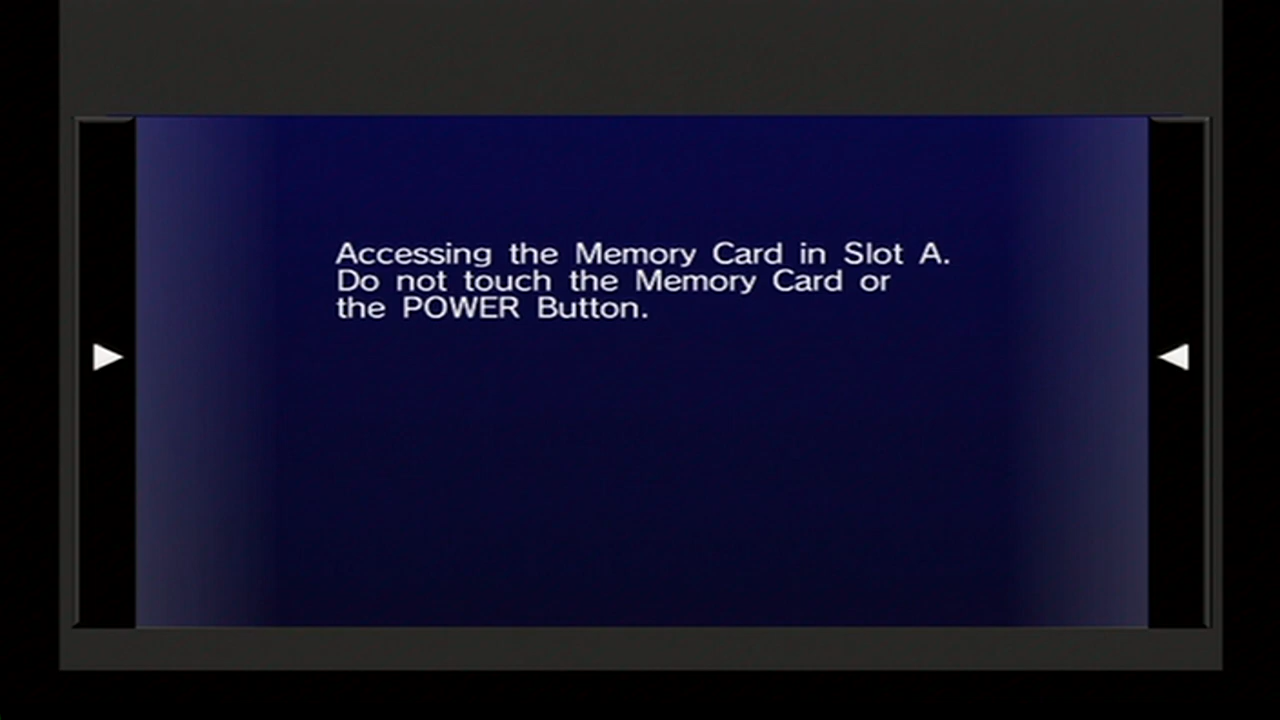 Accessing the Memory Card in Slot A.
Do not touch the Memory Card or
the POWER Button.